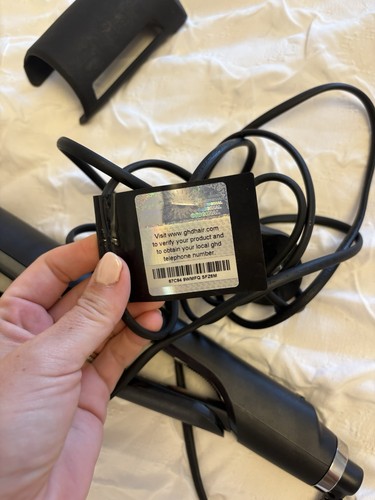 Visit www.ghdhair.com
to verify your product and
to obtain your local ghd
telephone number.